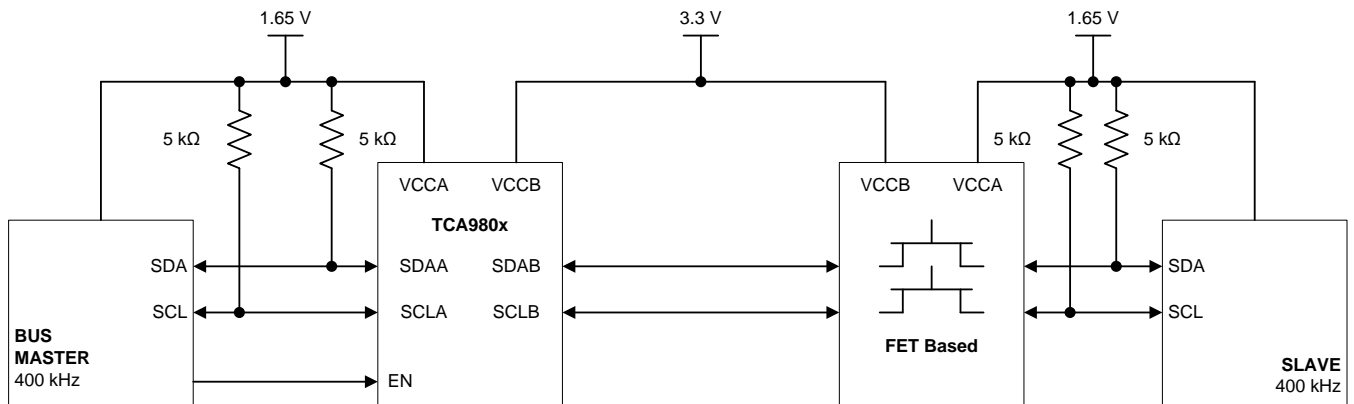 1.65 V
3.3 V
1.65 V
5 kΩ
5 kΩ
5 kΩ
5 kΩ
VCCA
VCCB
VCCB
VCCA
TCA980x
SDA
SDAA
SDAB
SDA
SCL
SCLA
SCLB
SCL
BUS
MASTER
400 kHz
EN
FET Based
SLAVE
400 kHz